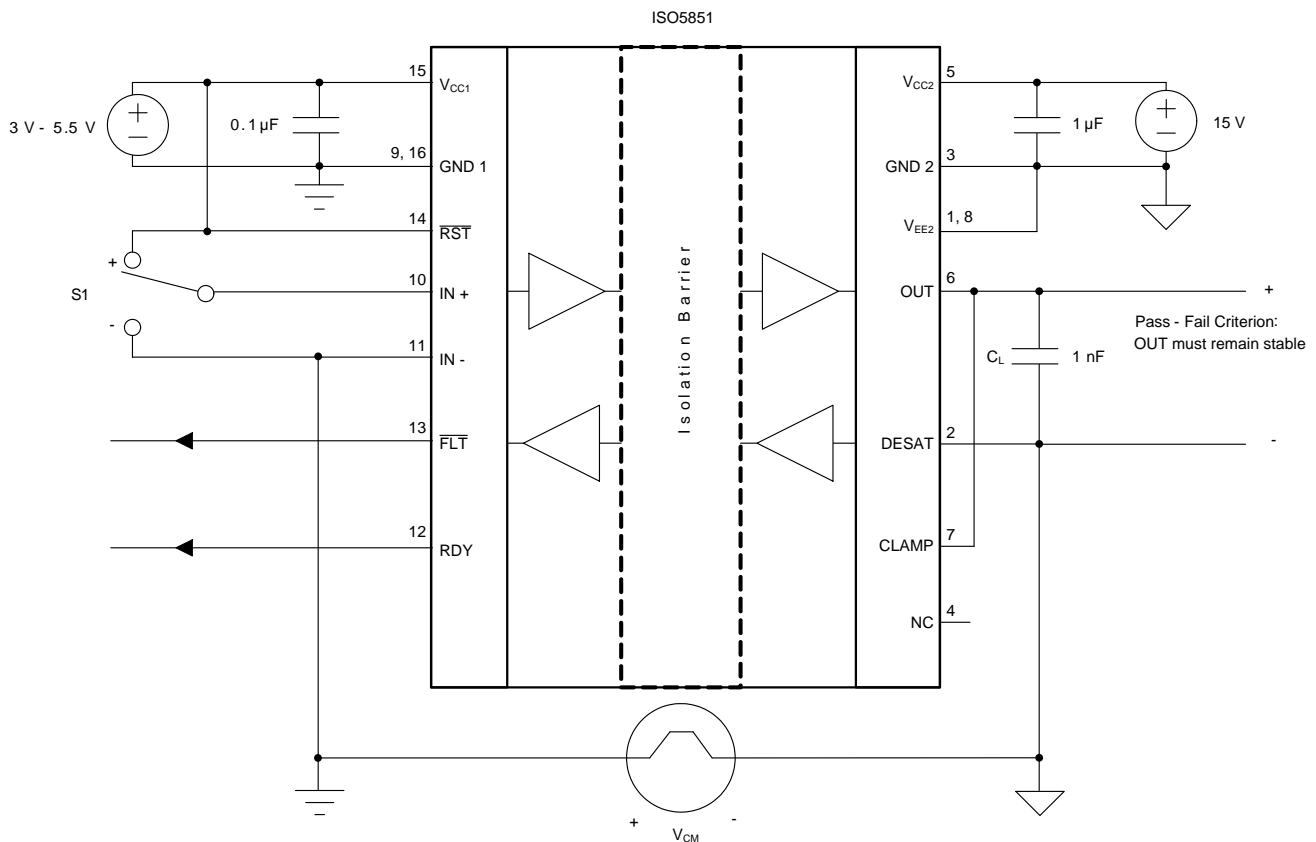 ISO5851
15
VCC1
5
VCC2
3 V - 5.5 V
+
–
0.1 µF
1 µF
+
–
15 V
9, 16
GND 1
3
GND 2
14
RST
1, 8
VEE2
+
S1
-
10
IN +
6
OUT
+
Pass - Fail Criterion:
OUT must remain stable
11
IN -
CL
1 nF
Isolation Barrier
13
FLT
2
DESAT
-
12
RDY
7
CLAMP
4
NC
+
-
VCM